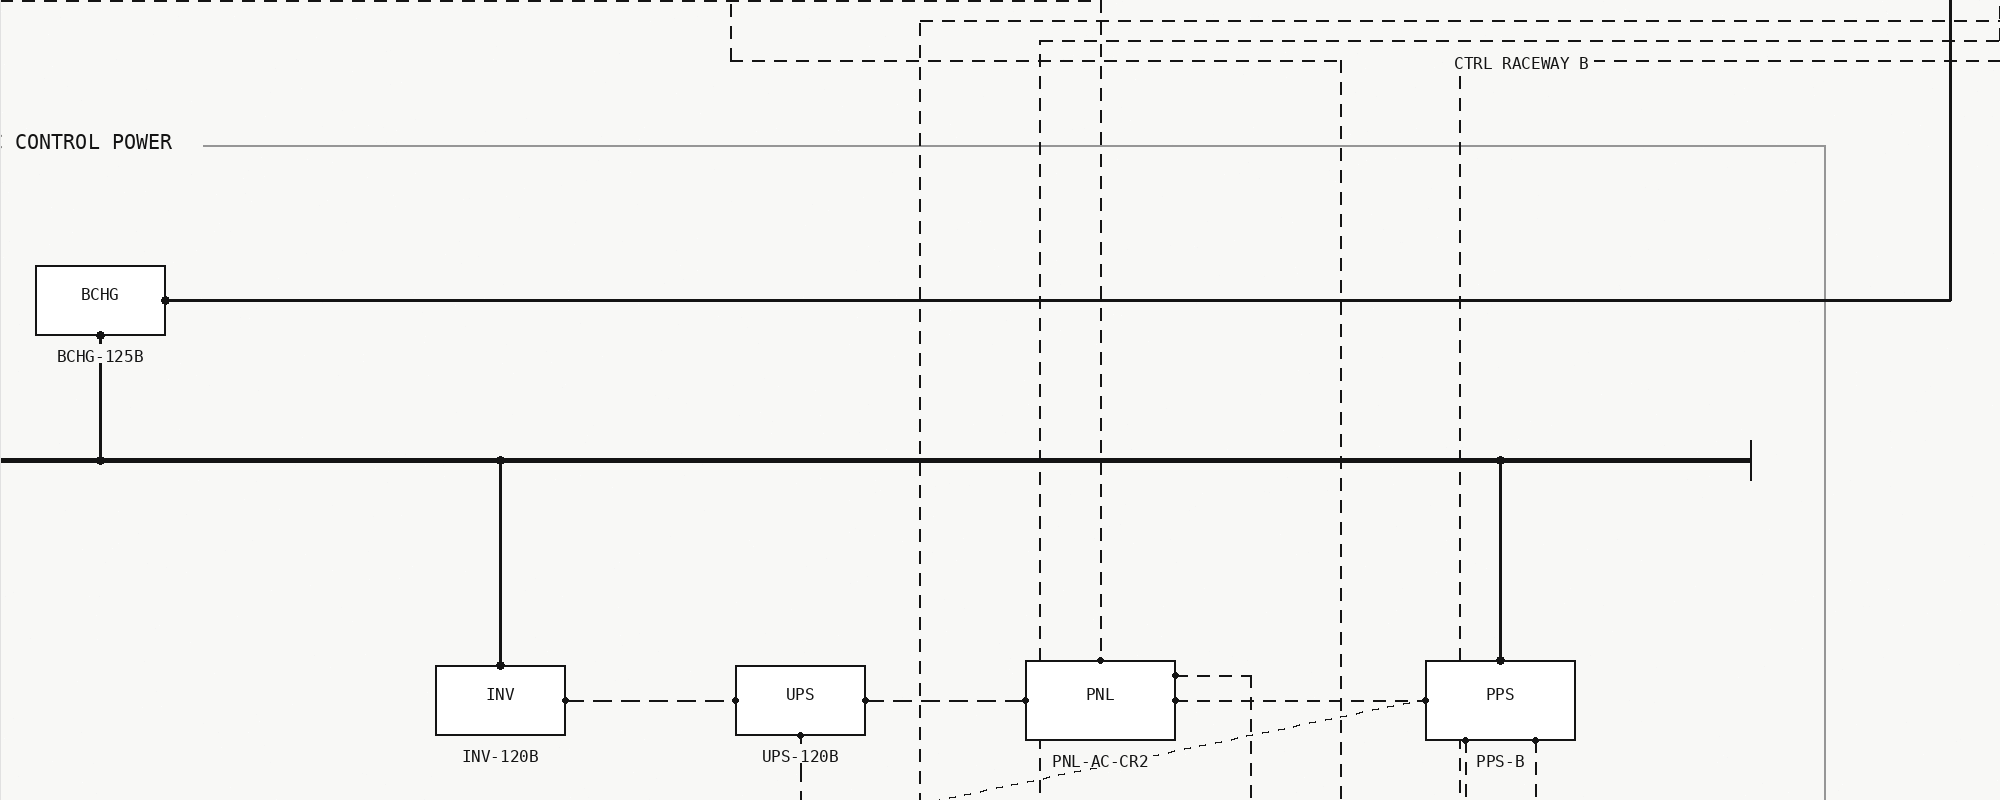 CTRL RACEWAY B
CONTROL POWER
BCHG
BCHG-125B
INV
UPS
PNL
PPS
INV-120B
UPS-120B
PNL-AC-CR2
PPS-B